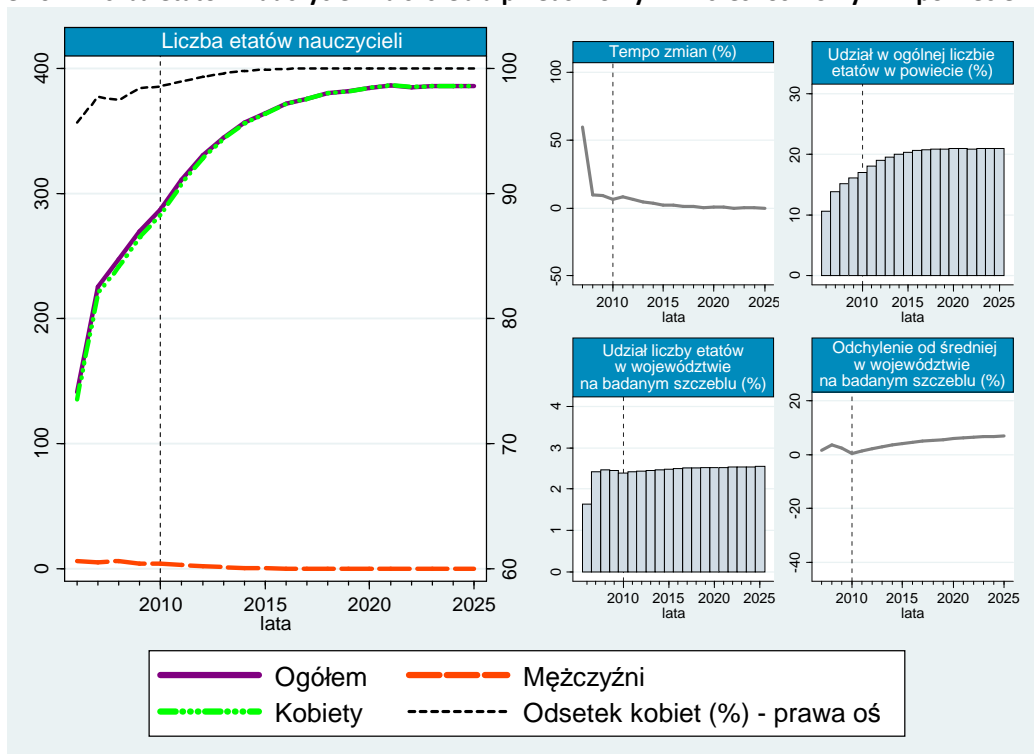 Liczba etatów nauczycieli
400
300
200
100
0
100
90
80
70
60
2010
2015
2020
2025
lata
Tempo zmian (%)
100
50
0
-50
2010
2015
2020
2025
lata
Udział w ogólnej liczbie
etatów w powiecie (%)
30
20
10
0
2010
2015
2020
2025
lata
Udział liczby etatów
w województwie
na badanym szczeblu (%)
4
3
2
1
0
2010
2015
2020
2025
lata
Odchylenie od średniej
w województwie
na badanym szczeblu (%)
20
0
-20
-40
2010
2015
2020
2025
lata
Ogółem
Mężczyźni
Kobiety
Odsetek kobiet (%) - prawa oś